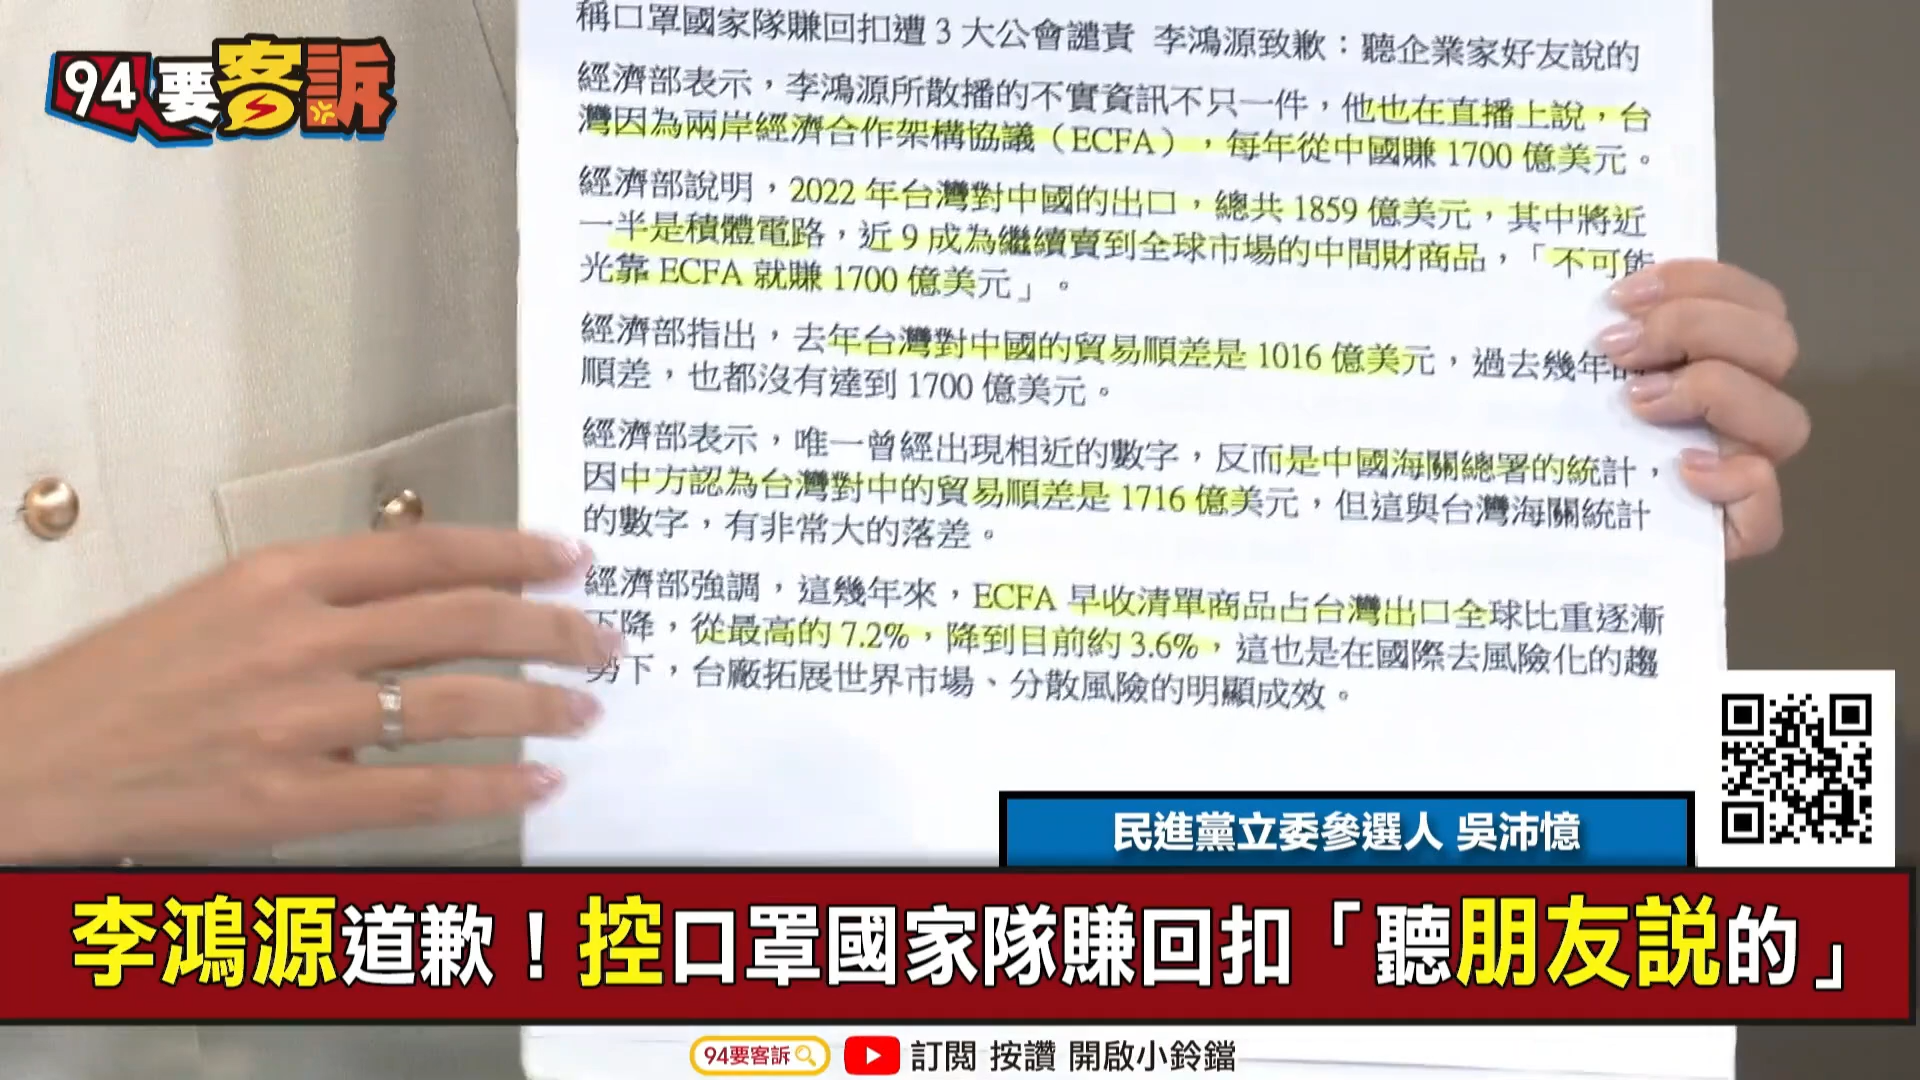 94要客訴
稱口罩國家隊賺回扣遭3大公會譴責 李鴻源致歉:聽企業家好友說的
經濟部表示,李鴻源所散播的不實資訊不只一件,他也在直播上說,台
灣因為兩岸經濟合作架構協議(ECFA),每年從中國賺1700億美元。
經濟部說明,2022年台灣對中國的出口,總共1859億美元,其中將近
一半是積體電路,近9成為繼續賣到全球市場的中間財商品,「不可能
光靠ECFA就賺1700億美元」。
經濟部指出,去年台灣對中國的貿易順差是1016億美元,過去幾年的
順差,也都沒有達到1700億美元。
經濟部表示,唯一曾經出現相近的數字,反而是中國海關總署的統計,
因中方認為台灣對中的貿易順差是1716億美元,但這與台灣海關統計
的數字,有非常大的落差。
經濟部強調,這幾年來,ECFA早收清單商品占台灣出口全球比重逐漸
下降,從最高的7.2%,降到目前約3.6%,這也是在國際去風險化的趨
勢下,台廠拓展世界市場、分散風險的明顯成效。
民進黨立委參選人 吳沛憶
李鴻源道歉!控口罩國家隊賺回扣「聽朋友説的」
94要客訴
訂閱 按讚 開啟小鈴鐺